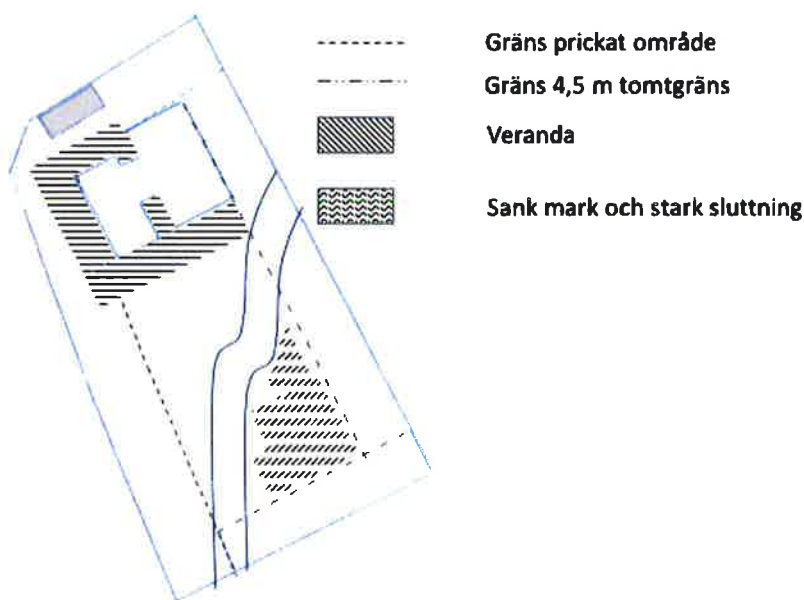 Gräns prickat område
Gräns 4,5 m tomtgräns
Veranda
Sank mark och stark sluttning